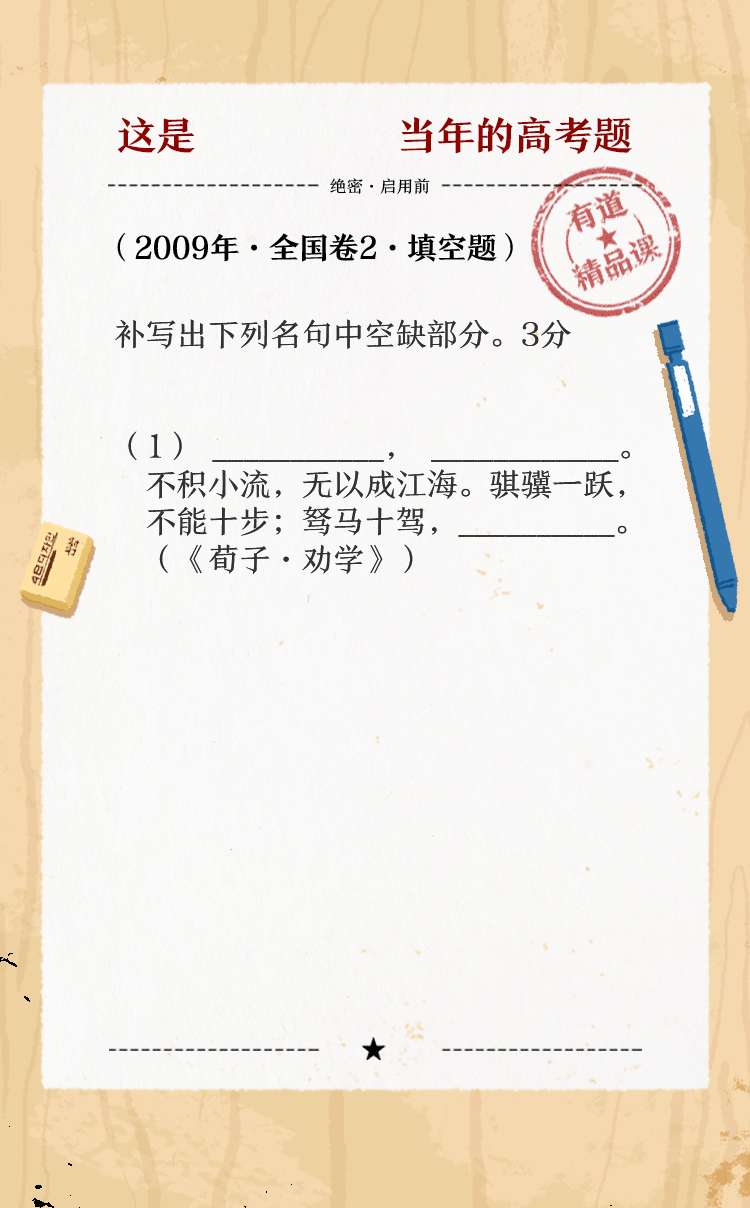 这是 当年的高考题
绝密·启用前
（2009年·全国卷2·填空题）
有道
精品课
补写出下列名句中空缺部分。3分
（1） ___________， ____________。
不积小流，无以成江海。骐骥一跃，
不能十步；驽马十驾，__________。
（《荀子·劝学》）